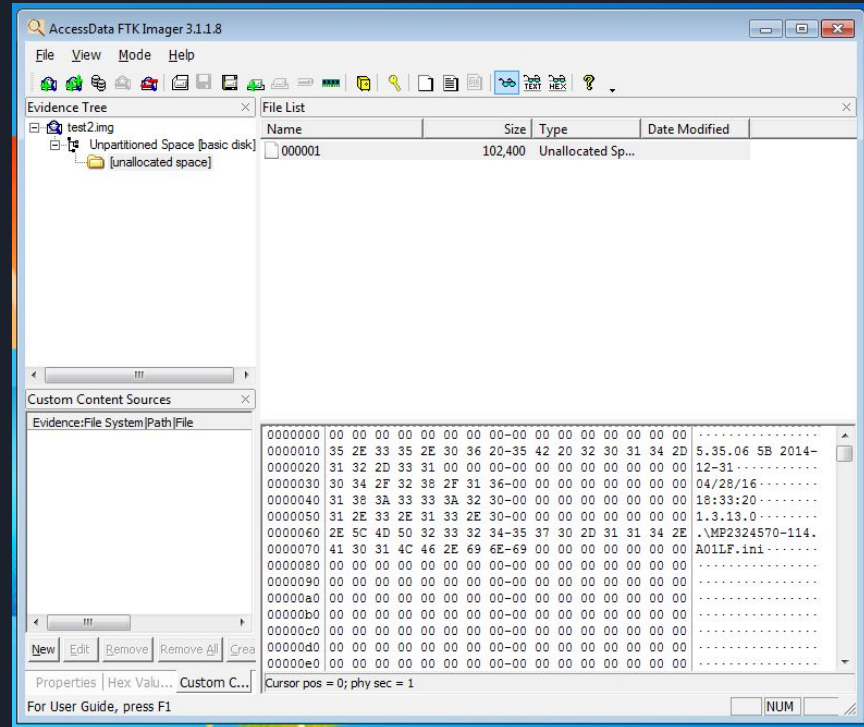 AccessData FTK Imager 3.1.1.8
File View Mode Help
Evidence Tree
test2.img
Unpartitioned Space [basic disk]
[unallocated space]
File List
Name Size Type Date Modified
000001 102,400 Unallocated Sp...
Custom Content Sources
Evidence:File System|Path|File
New Edit Remove Remove All Crea
Properties Hex Valu... Custom C...
0000000 00 00 00 00 00 00 00 00-00 00 00 00 00 00 00 00 ················
0000010 35 2E 33 35 2E 30 36 20-35 42 20 32 30 31 34 2D 5.35.06 5B 2014-
0000020 31 32 2D 33 31 00 00 00-00 00 00 00 00 00 00 00 12-31···········
0000030 30 34 2F 32 38 2F 31 36-00 00 00 00 00 00 00 00 04/28/16········
0000040 31 38 3A 33 33 3A 32 30-00 00 00 00 00 00 00 00 18:33:20········
0000050 31 2E 33 2E 31 33 2E 30-00 00 00 00 00 00 00 00 1.3.13.0········
0000060 2E 5C 4D 50 32 33 32 34-35 37 30 2D 31 31 34 2E .\MP2324570-114.
0000070 41 30 31 4C 46 2E 69 6E-69 00 00 00 00 00 00 00 A01LF.ini·······
0000080 00 00 00 00 00 00 00 00-00 00 00 00 00 00 00 00 ················
0000090 00 00 00 00 00 00 00 00-00 00 00 00 00 00 00 00 ················
00000a0 00 00 00 00 00 00 00 00-00 00 00 00 00 00 00 00 ················
00000b0 00 00 00 00 00 00 00 00-00 00 00 00 00 00 00 00 ················
00000c0 00 00 00 00 00 00 00 00-00 00 00 00 00 00 00 00 ················
00000d0 00 00 00 00 00 00 00 00-00 00 00 00 00 00 00 00 ················
00000e0 00 00 00 00 00 00 00 00-00 00 00 00 00 00 00 00 ················
Cursor pos = 0; phy sec = 1
For User Guide, press F1
NUM